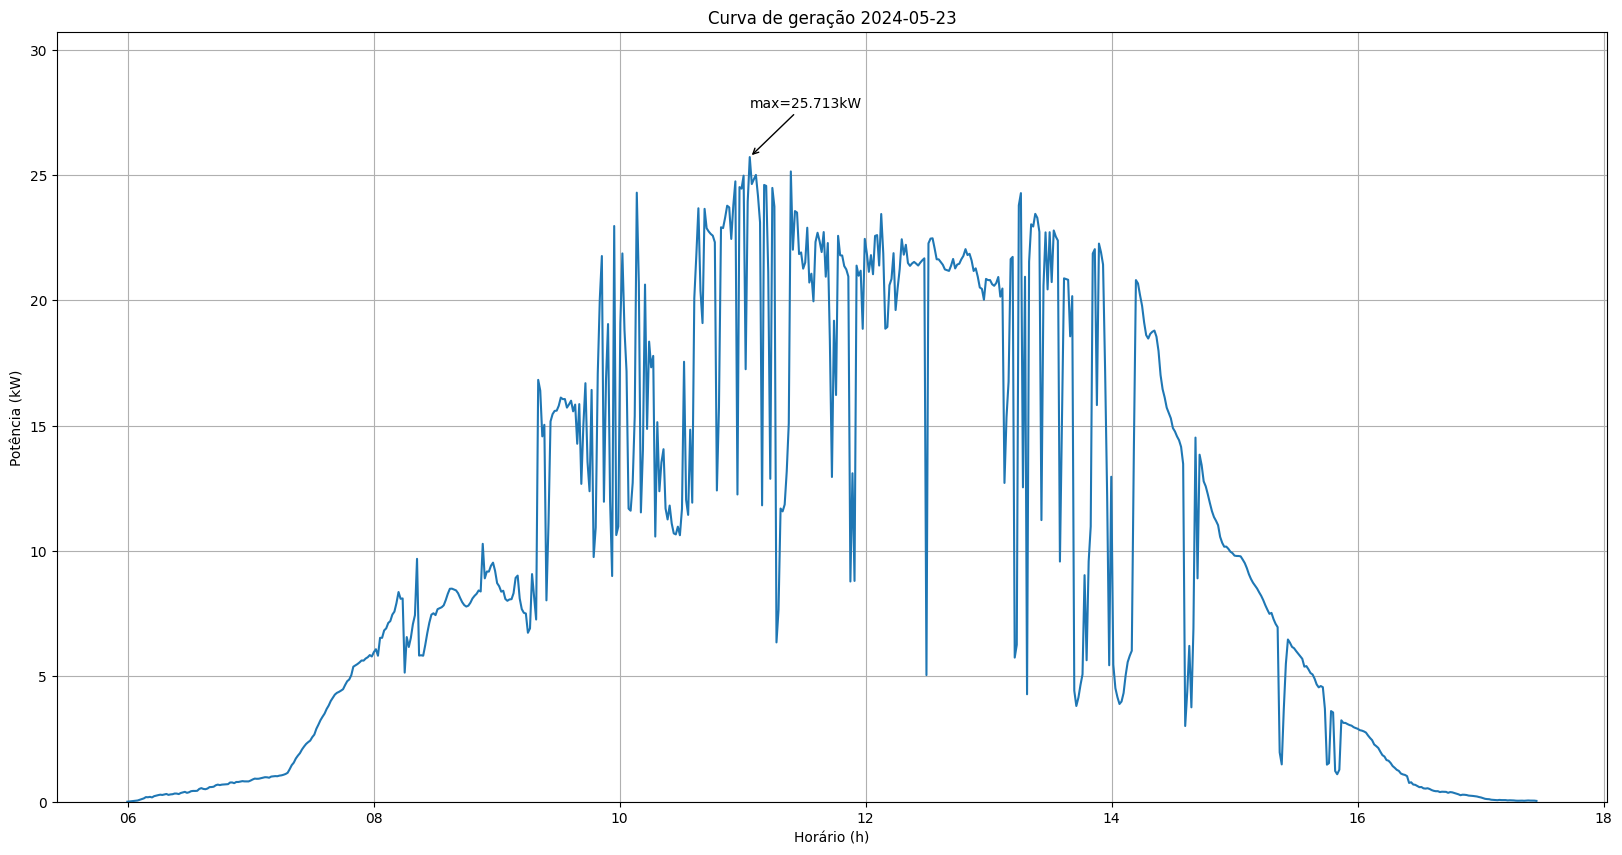 Curva de geração 2024-05-23
30
max=25.713kW
25
20
15
10
5
0
Potência (kW)
06 08 10 12 14 16 18
Horário (h)